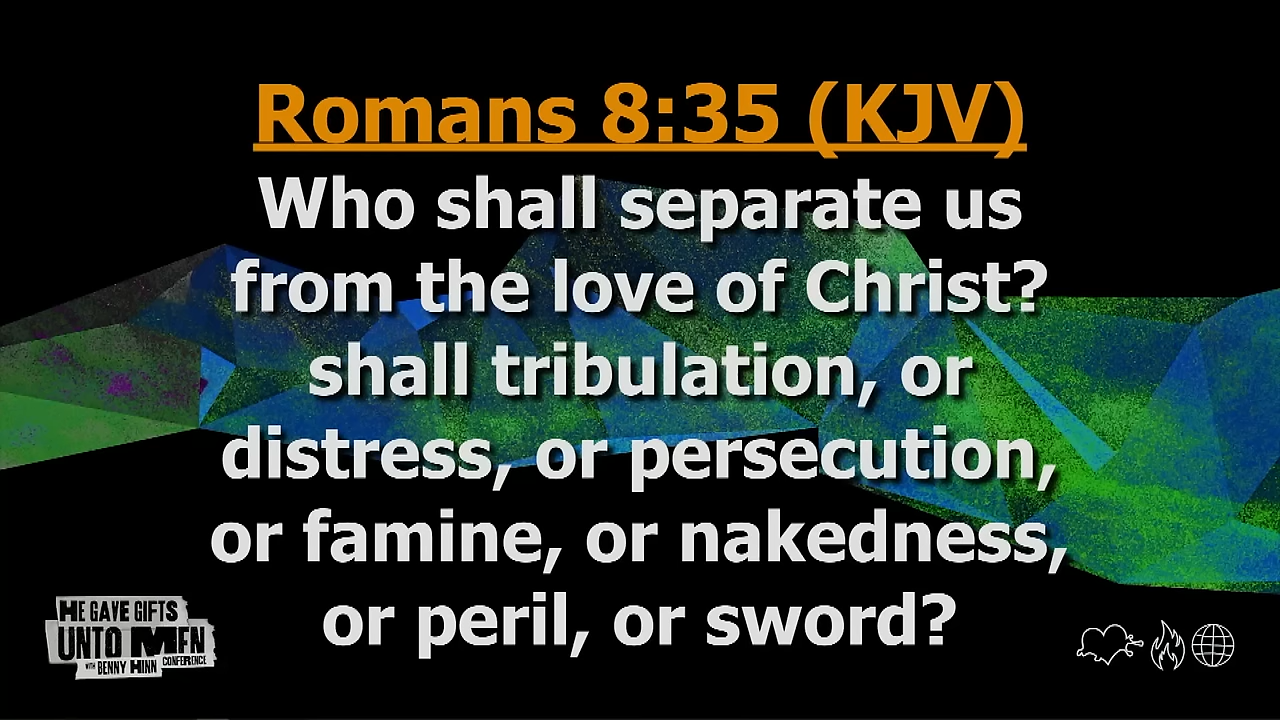 Romans 8:35 (KJV)
Who shall separate us
from the love of Christ?
shall tribulation, or
distress, or persecution,
or famine, or nakedness,
or peril, or sword?
HE GAVE GIFTS
UNTO MEN
WITH BENNY HINN CONFERENCE